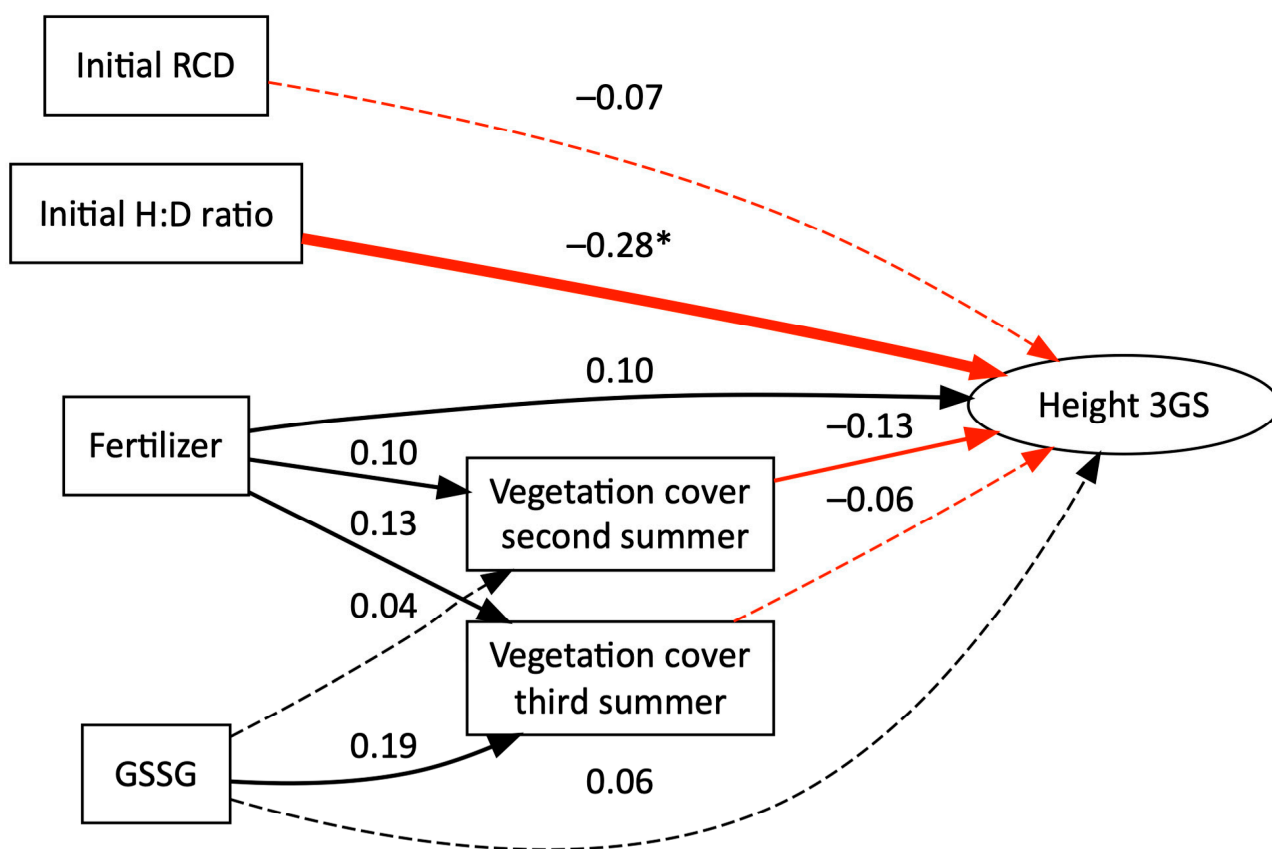 Initial RCD
–0.07
Initial H:D ratio
–0.28*
0.10
Height 3GS
Fertilizer
0.10
–0.13
Vegetation cover
second summer
–0.06
0.13
0.04
Vegetation cover
third summer
0.19
GSSG
0.06